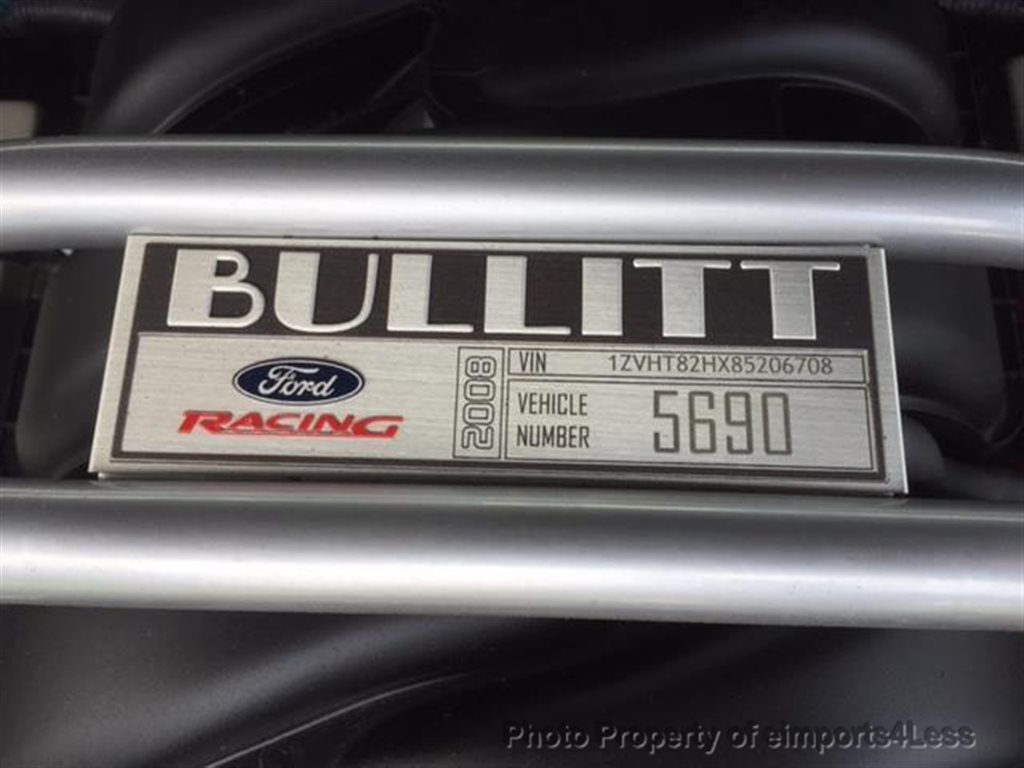 BULLITT
Ford
RACING
2008
VIN 1ZVHT82HX85206708
VEHICLE NUMBER 5690
Photo Property of eimports4Less